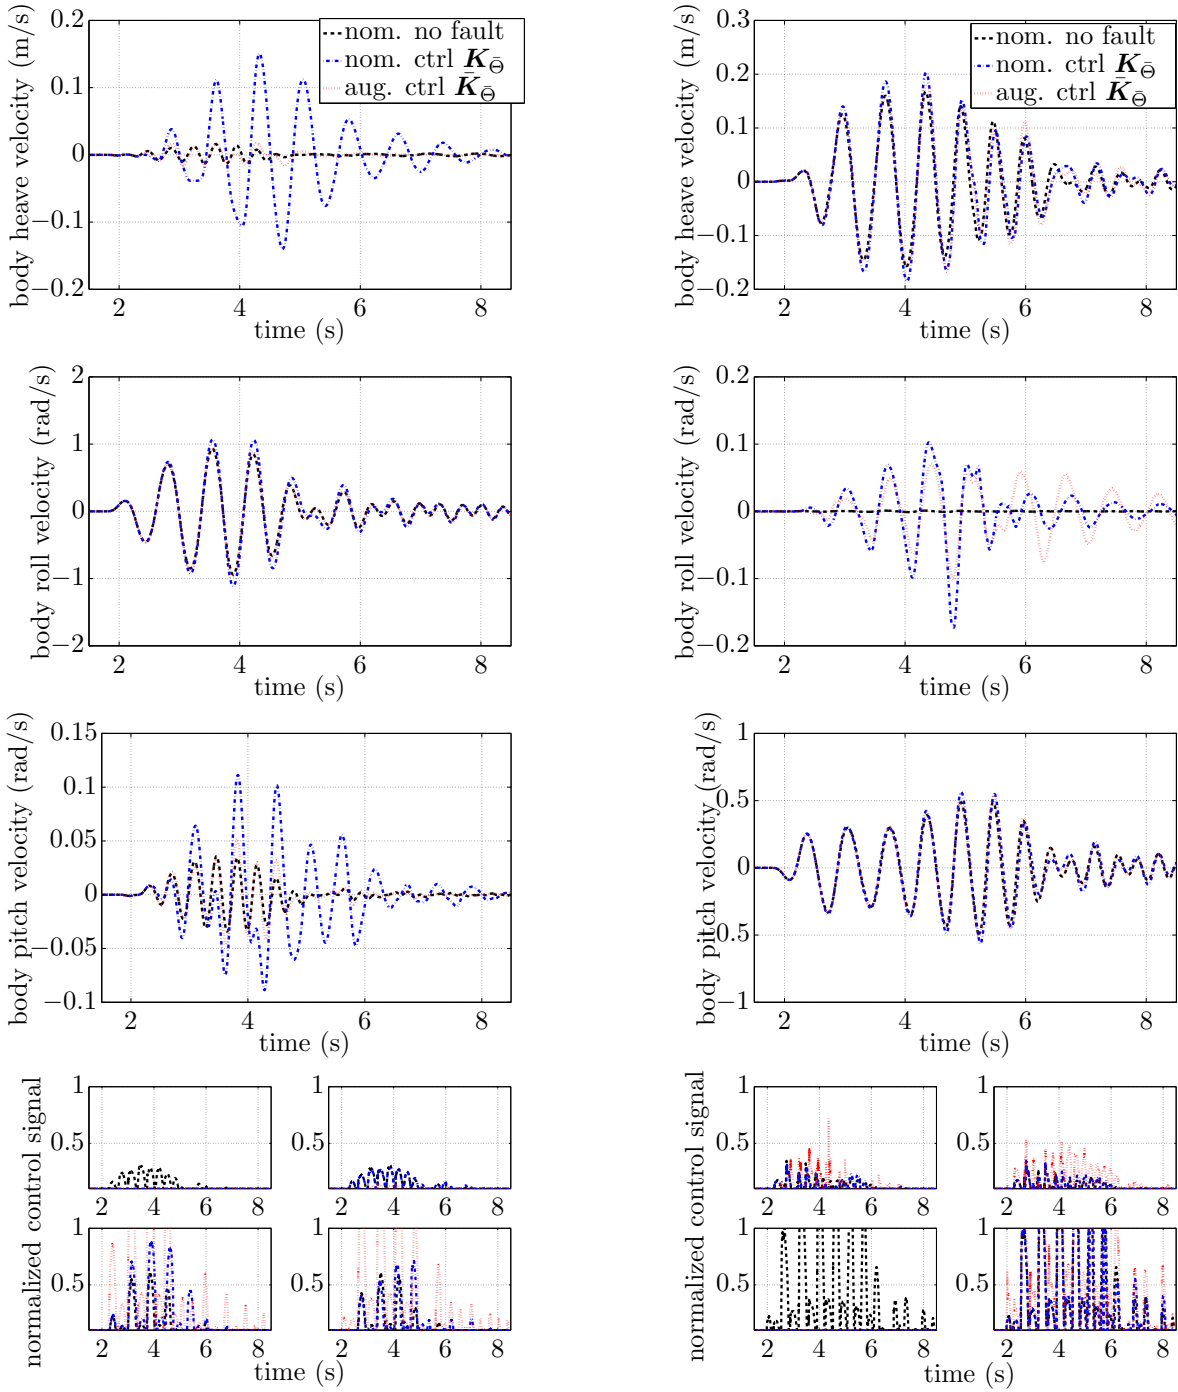 body heave velocity (m/s)
0.2
0.1
0
−0.1
−0.2
2 4 6 8
time (s)
nom. no fault
nom. ctrl K_Θ̄
aug. ctrl K̄_Θ̄
body heave velocity (m/s)
0.3
0.2
0.1
0
−0.1
−0.2
2 4 6 8
time (s)
nom. no fault
nom. ctrl K_Θ̄
aug. ctrl K̄_Θ̄
body roll velocity (rad/s)
2
1
0
−1
−2
2 4 6 8
time (s)
body roll velocity (rad/s)
0.2
0.1
0
−0.1
−0.2
2 4 6 8
time (s)
body pitch velocity (rad/s)
0.15
0.1
0.05
0
−0.05
−0.1
2 4 6 8
time (s)
body pitch velocity (rad/s)
1
0.5
0
−0.5
−1
2 4 6 8
time (s)
normalized control signal
1
0.5
2 4 6 8
1
0.5
2 4 6 8
1
0.5
2 4 6 8
1
0.5
2 4 6 8
time (s)
normalized control signal
1
0.5
2 4 6 8
1
0.5
2 4 6 8
1
0.5
2 4 6 8
1
0.5
2 4 6 8
time (s)